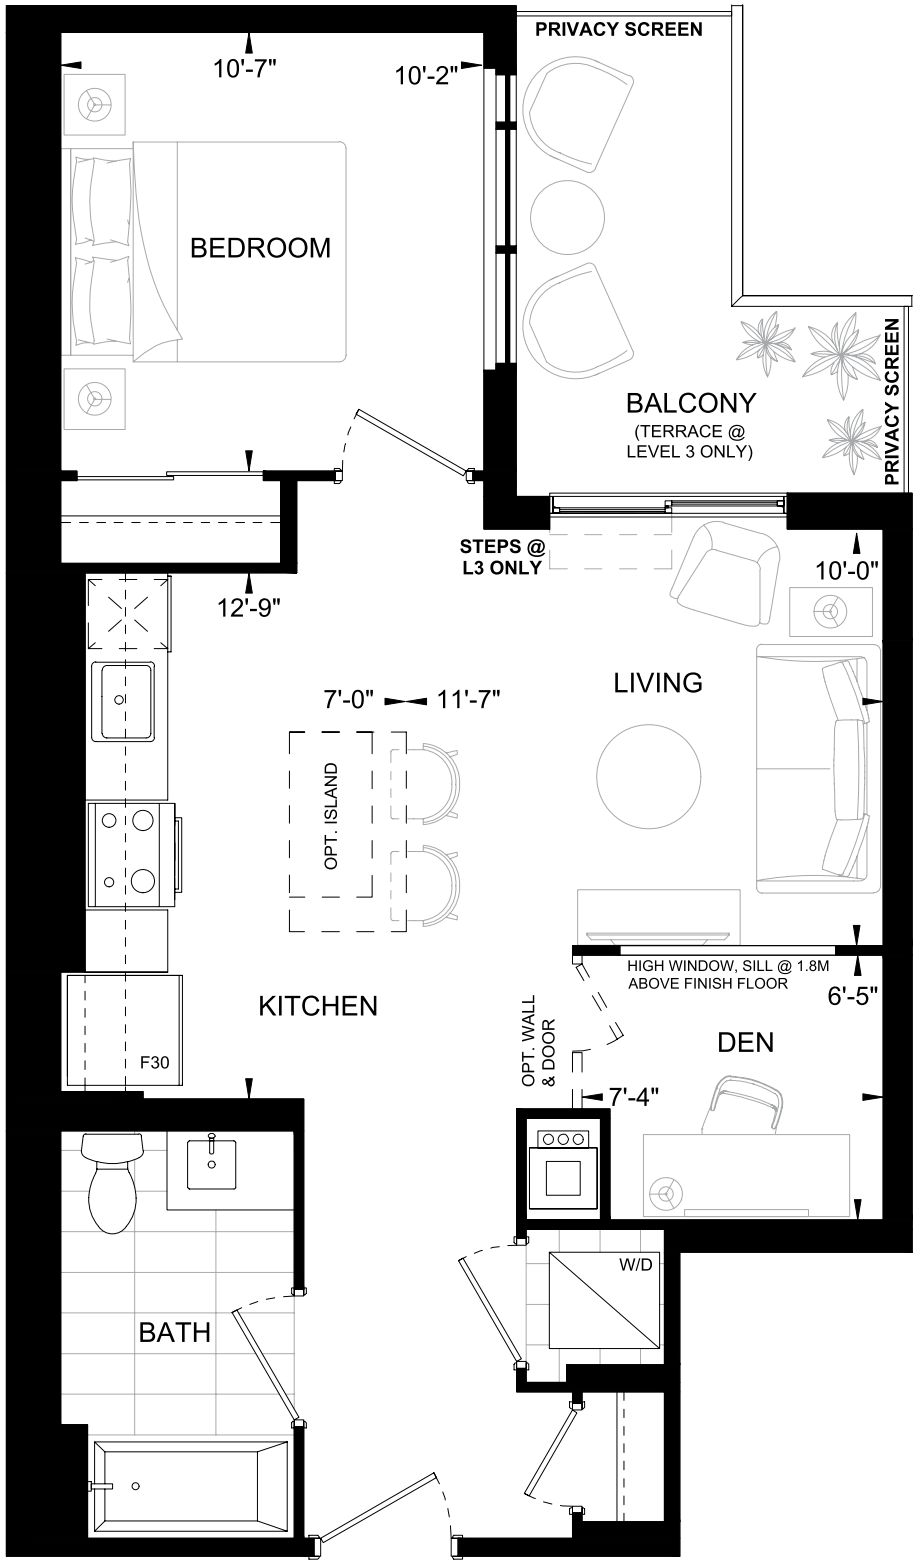 PRIVACY SCREEN
10'-7"
10'-2"
BEDROOM
PRIVACY SCREEN
BALCONY
(TERRACE @
LEVEL 3 ONLY)
STEPS @
L3 ONLY
10'-0"
12'-9"
LIVING
7'-0"
11'-7"
OPT. ISLAND
HIGH WINDOW, SILL @ 1.8M
ABOVE FINISH FLOOR
6'-5"
KITCHEN
OPT. WALL
& DOOR
DEN
F30
7'-4"
W/D
BATH